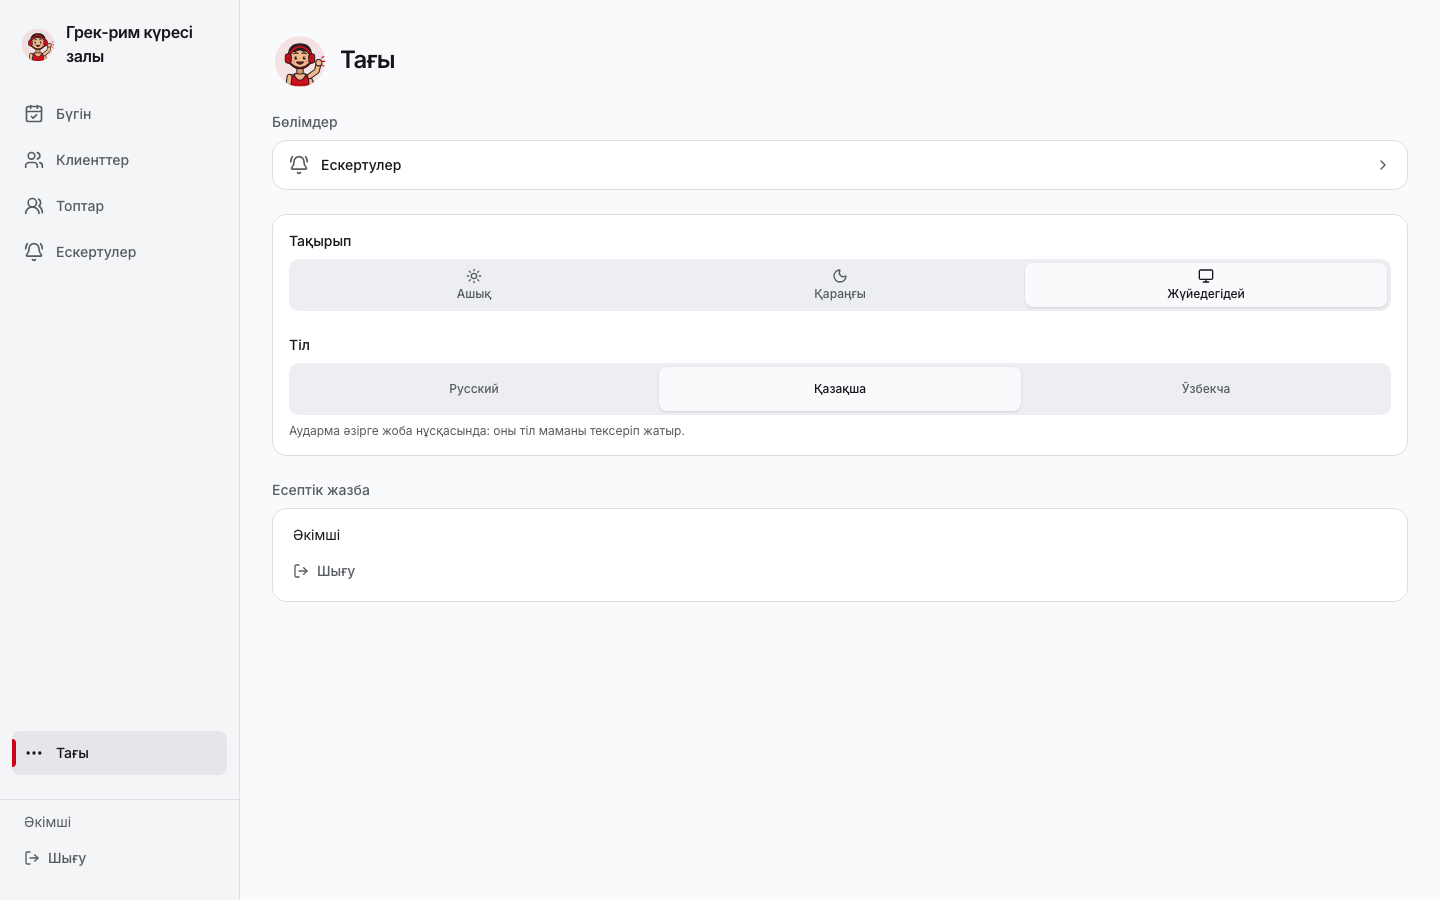 Грек-рим күресі
залы
Бүгін
Клиенттер
Топтар
Ескертулер
Тағы
Әкімші
Шығу
Тағы
Бөлімдер
Ескертулер
Тақырып
Ашық
Қараңғы
Жүйедегідей
Тіл
Русский
Қазақша
Ўзбекча
Аударма әзірге жоба нұсқасында: оны тіл маманы тексеріп жатыр.
Есептік жазба
Әкімші
Шығу